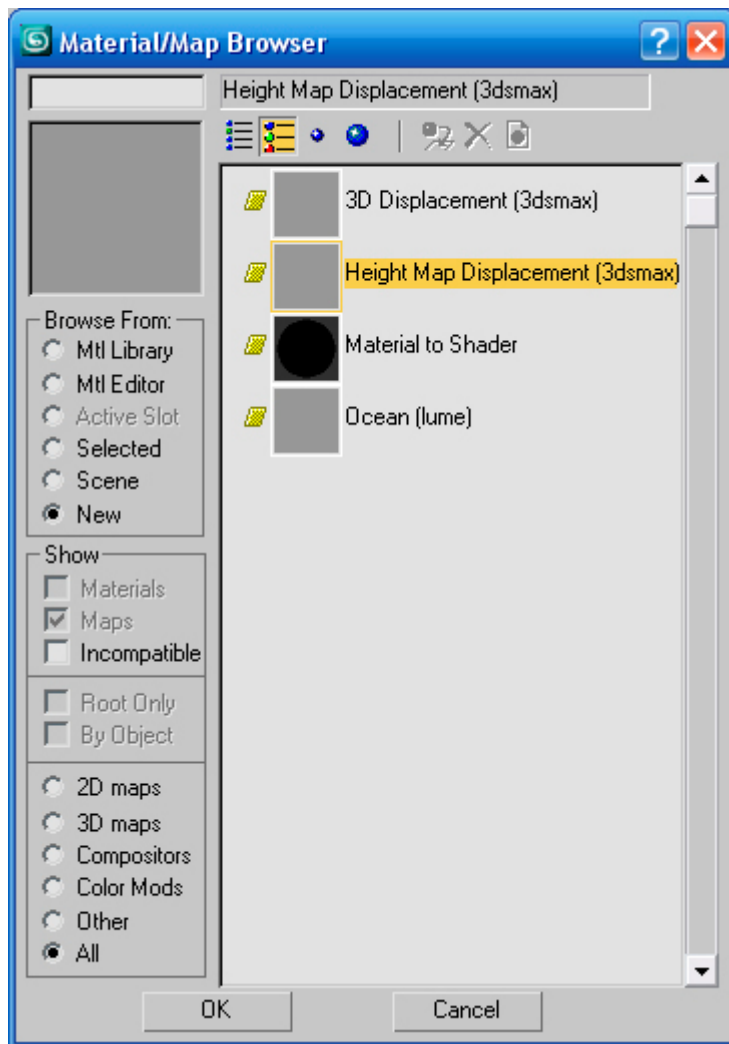 Material/Map Browser
Height Map Displacement (3dsmax)
3D Displacement (3dsmax)
Height Map Displacement (3dsmax)
Material to Shader
Ocean (lume)
Browse From:
Mtl Library
Mtl Editor
Active Slot
Selected
Scene
New
Show
Materials
Maps
Incompatible
Root Only
By Object
2D maps
3D maps
Compositors
Color Mods
Other
All
OK
Cancel